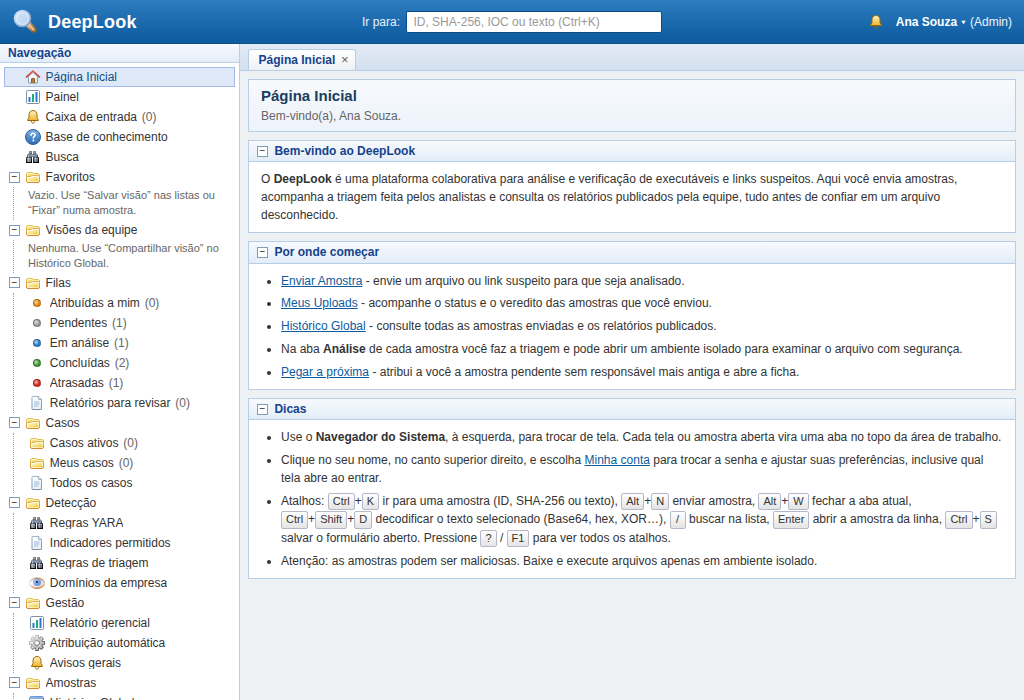 DeepLook
Ir para: ID, SHA-256, IOC ou texto (Ctrl+K)
Ana Souza ▾ (Admin)
Navegação
Página Inicial
Painel
Caixa de entrada (0)
Base de conhecimento
Busca
Favoritos
Vazio. Use “Salvar visão” nas listas ou
“Fixar” numa amostra.
Visões da equipe
Nenhuma. Use “Compartilhar visão” no
Histórico Global.
Filas
Atribuídas a mim (0)
Pendentes (1)
Em análise (1)
Concluídas (2)
Atrasadas (1)
Relatórios para revisar (0)
Casos
Casos ativos (0)
Meus casos (0)
Todos os casos
Detecção
Regras YARA
Indicadores permitidos
Regras de triagem
Domínios da empresa
Gestão
Relatório gerencial
Atribuição automática
Avisos gerais
Amostras
Histórico Global
Página Inicial ×
Página Inicial
Bem-vindo(a), Ana Souza.
Bem-vindo ao DeepLook
O DeepLook é uma plataforma colaborativa para análise e verificação de executáveis e links suspeitos. Aqui você envia amostras,
acompanha a triagem feita pelos analistas e consulta os relatórios publicados pela equipe, tudo antes de confiar em um arquivo
desconhecido.
Por onde começar
Enviar Amostra - envie um arquivo ou link suspeito para que seja analisado.
Meus Uploads - acompanhe o status e o veredito das amostras que você enviou.
Histórico Global - consulte todas as amostras enviadas e os relatórios publicados.
Na aba Análise de cada amostra você faz a triagem e pode abrir um ambiente isolado para examinar o arquivo com segurança.
Pegar a próxima - atribui a você a amostra pendente sem responsável mais antiga e abre a ficha.
Dicas
Use o Navegador do Sistema, à esquerda, para trocar de tela. Cada tela ou amostra aberta vira uma aba no topo da área de trabalho.
Clique no seu nome, no canto superior direito, e escolha Minha conta para trocar a senha e ajustar suas preferências, inclusive qual
tela abre ao entrar.
Atalhos: Ctrl+K ir para uma amostra (ID, SHA-256 ou texto), Alt+N enviar amostra, Alt+W fechar a aba atual,
Ctrl+Shift+D decodificar o texto selecionado (Base64, hex, XOR…), / buscar na lista, Enter abrir a amostra da linha, Ctrl+S
salvar o formulário aberto. Pressione ? / F1 para ver todos os atalhos.
Atenção: as amostras podem ser maliciosas. Baixe e execute arquivos apenas em ambiente isolado.